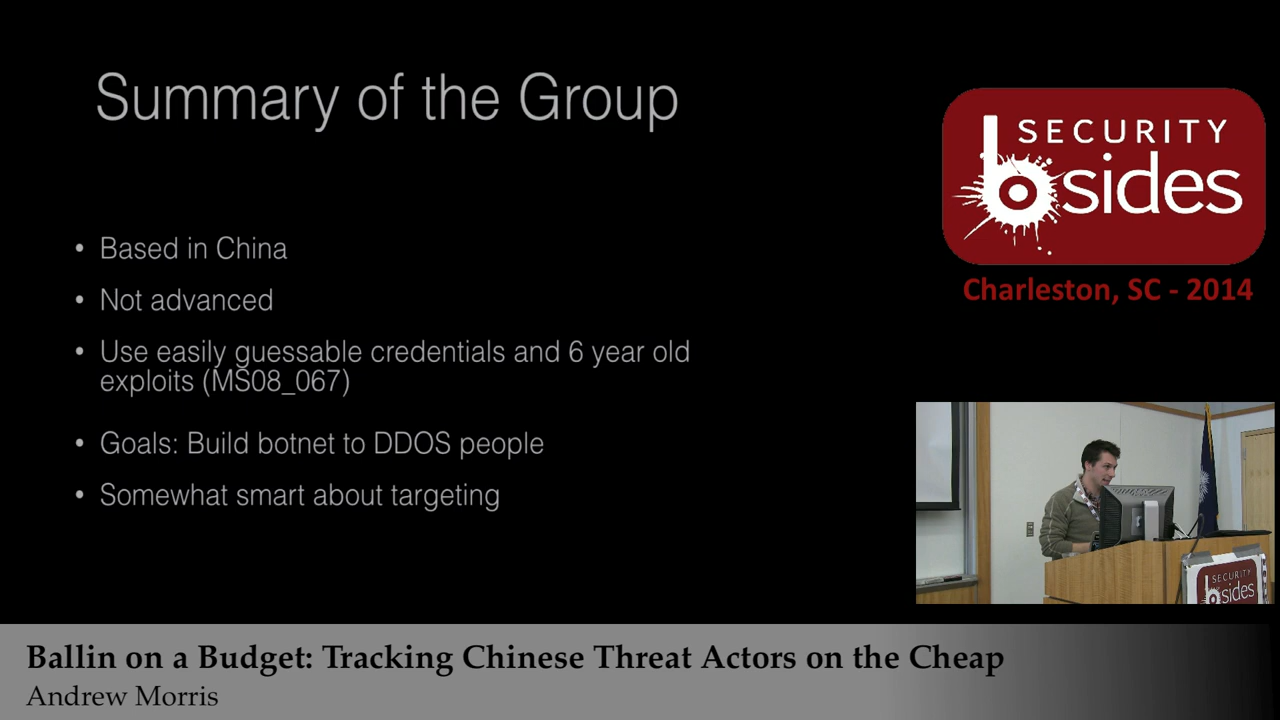 Summary of the Group
• Based in China
• Not advanced
• Use easily guessable credentials and 6 year old
exploits (MS08_067)
• Goals: Build botnet to DDOS people
• Somewhat smart about targeting
SECURITY
bsides
Charleston, SC - 2014
SECURITY
bsides
Ballin on a Budget: Tracking Chinese Threat Actors on the Cheap
Andrew Morris